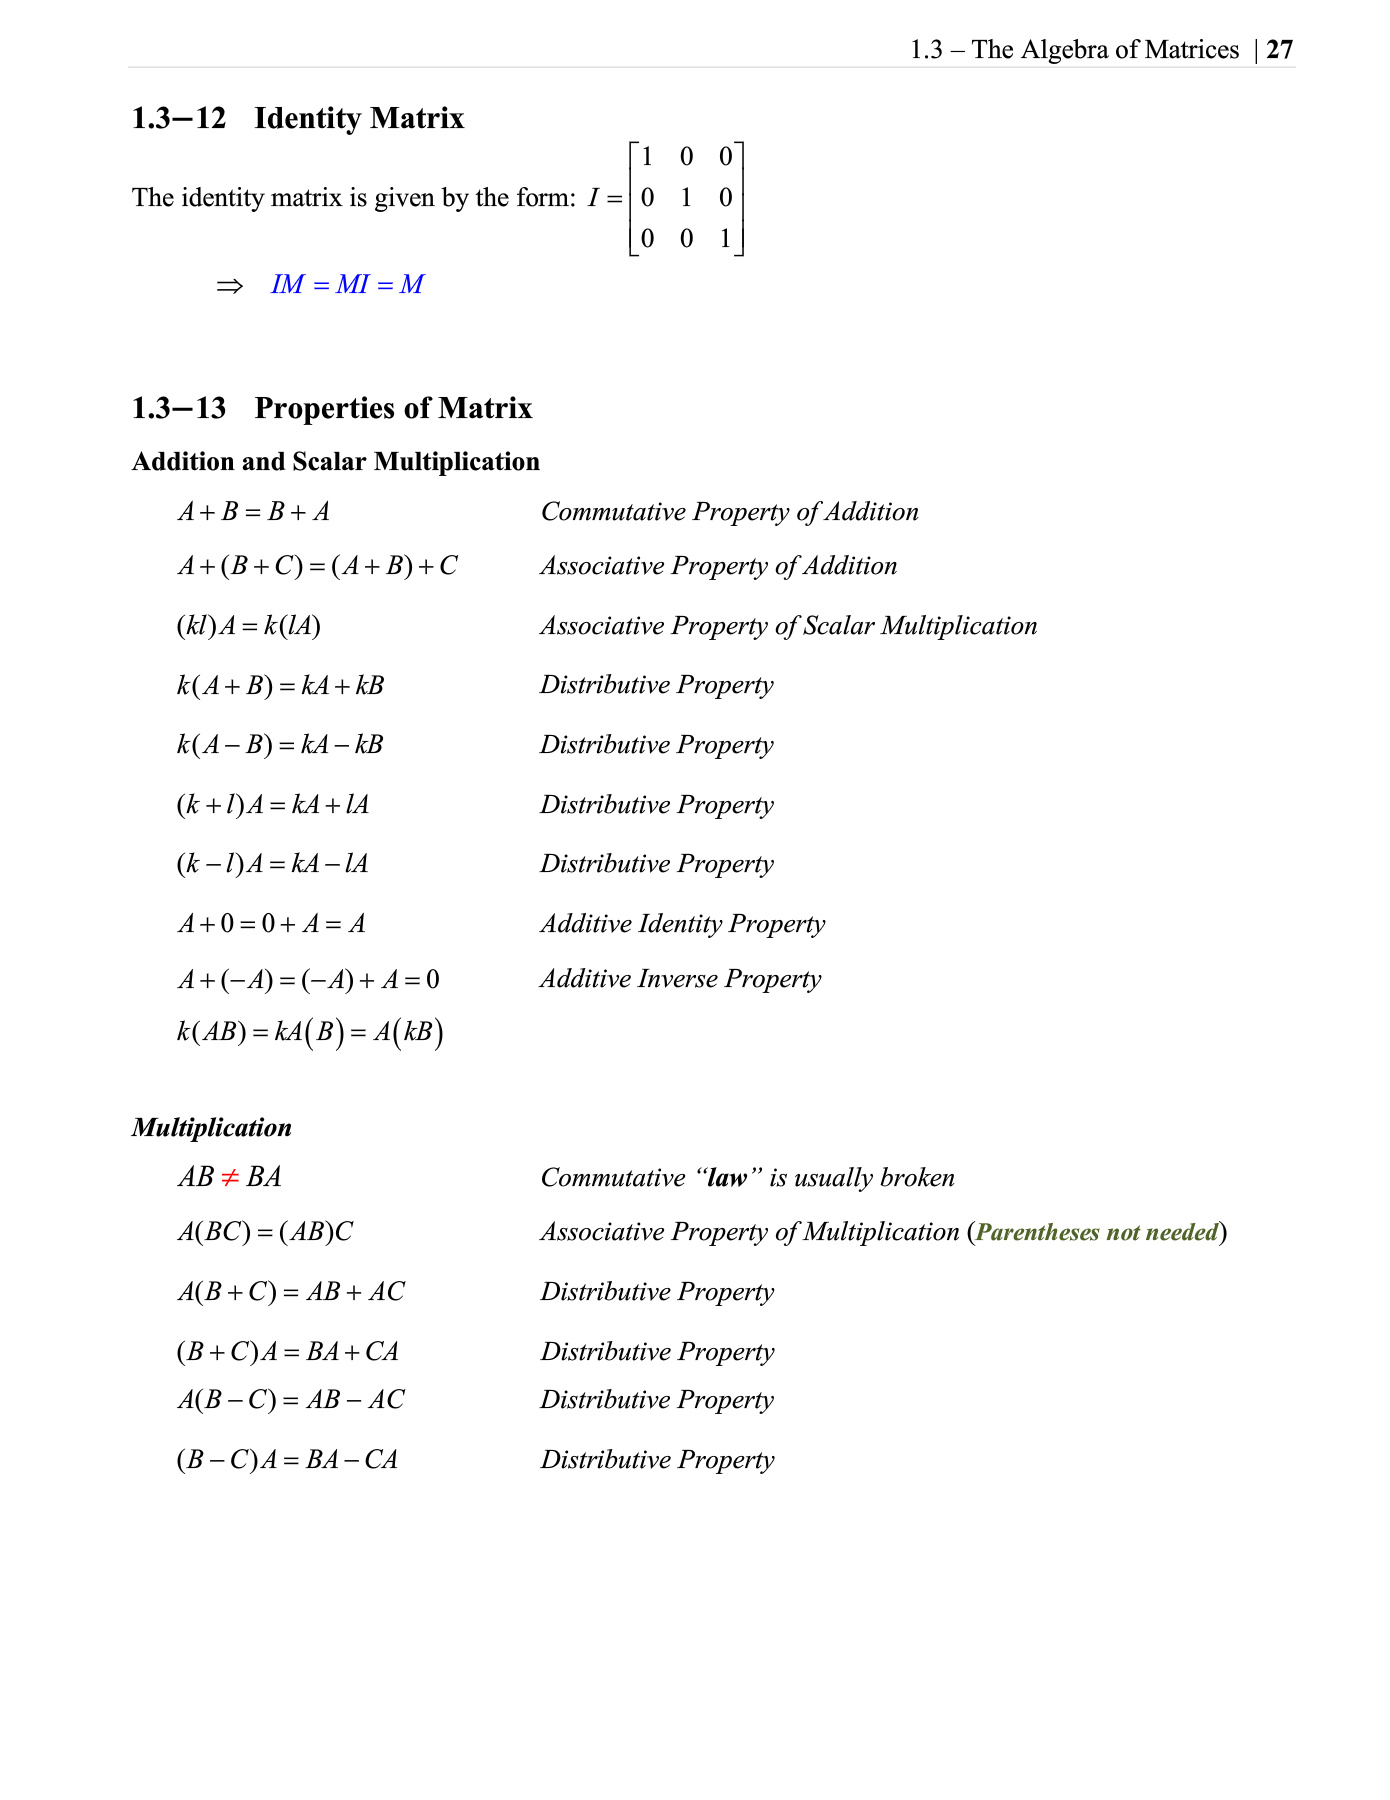 1.3 – The Algebra of Matrices | 27
1.3–12 Identity Matrix
The identity matrix is given by the form: I = [1 0 0
0 1 0
0 0 1]
⇒ IM = MI = M
1.3–13 Properties of Matrix
Addition and Scalar Multiplication
A + B = B + A Commutative Property of Addition
A + (B + C) = (A + B) + C Associative Property of Addition
(kl)A = k(lA) Associative Property of Scalar Multiplication
k(A + B) = kA + kB Distributive Property
k(A − B) = kA − kB Distributive Property
(k + l)A = kA + lA Distributive Property
(k − l)A = kA − lA Distributive Property
A + 0 = 0 + A = A Additive Identity Property
A + (−A) = (−A) + A = 0 Additive Inverse Property
k(AB) = kA(B) = A(kB)
Multiplication
AB ≠ BA Commutative “law” is usually broken
A(BC) = (AB)C Associative Property of Multiplication (Parentheses not needed)
A(B + C) = AB + AC Distributive Property
(B + C)A = BA + CA Distributive Property
A(B − C) = AB − AC Distributive Property
(B − C)A = BA − CA Distributive Property